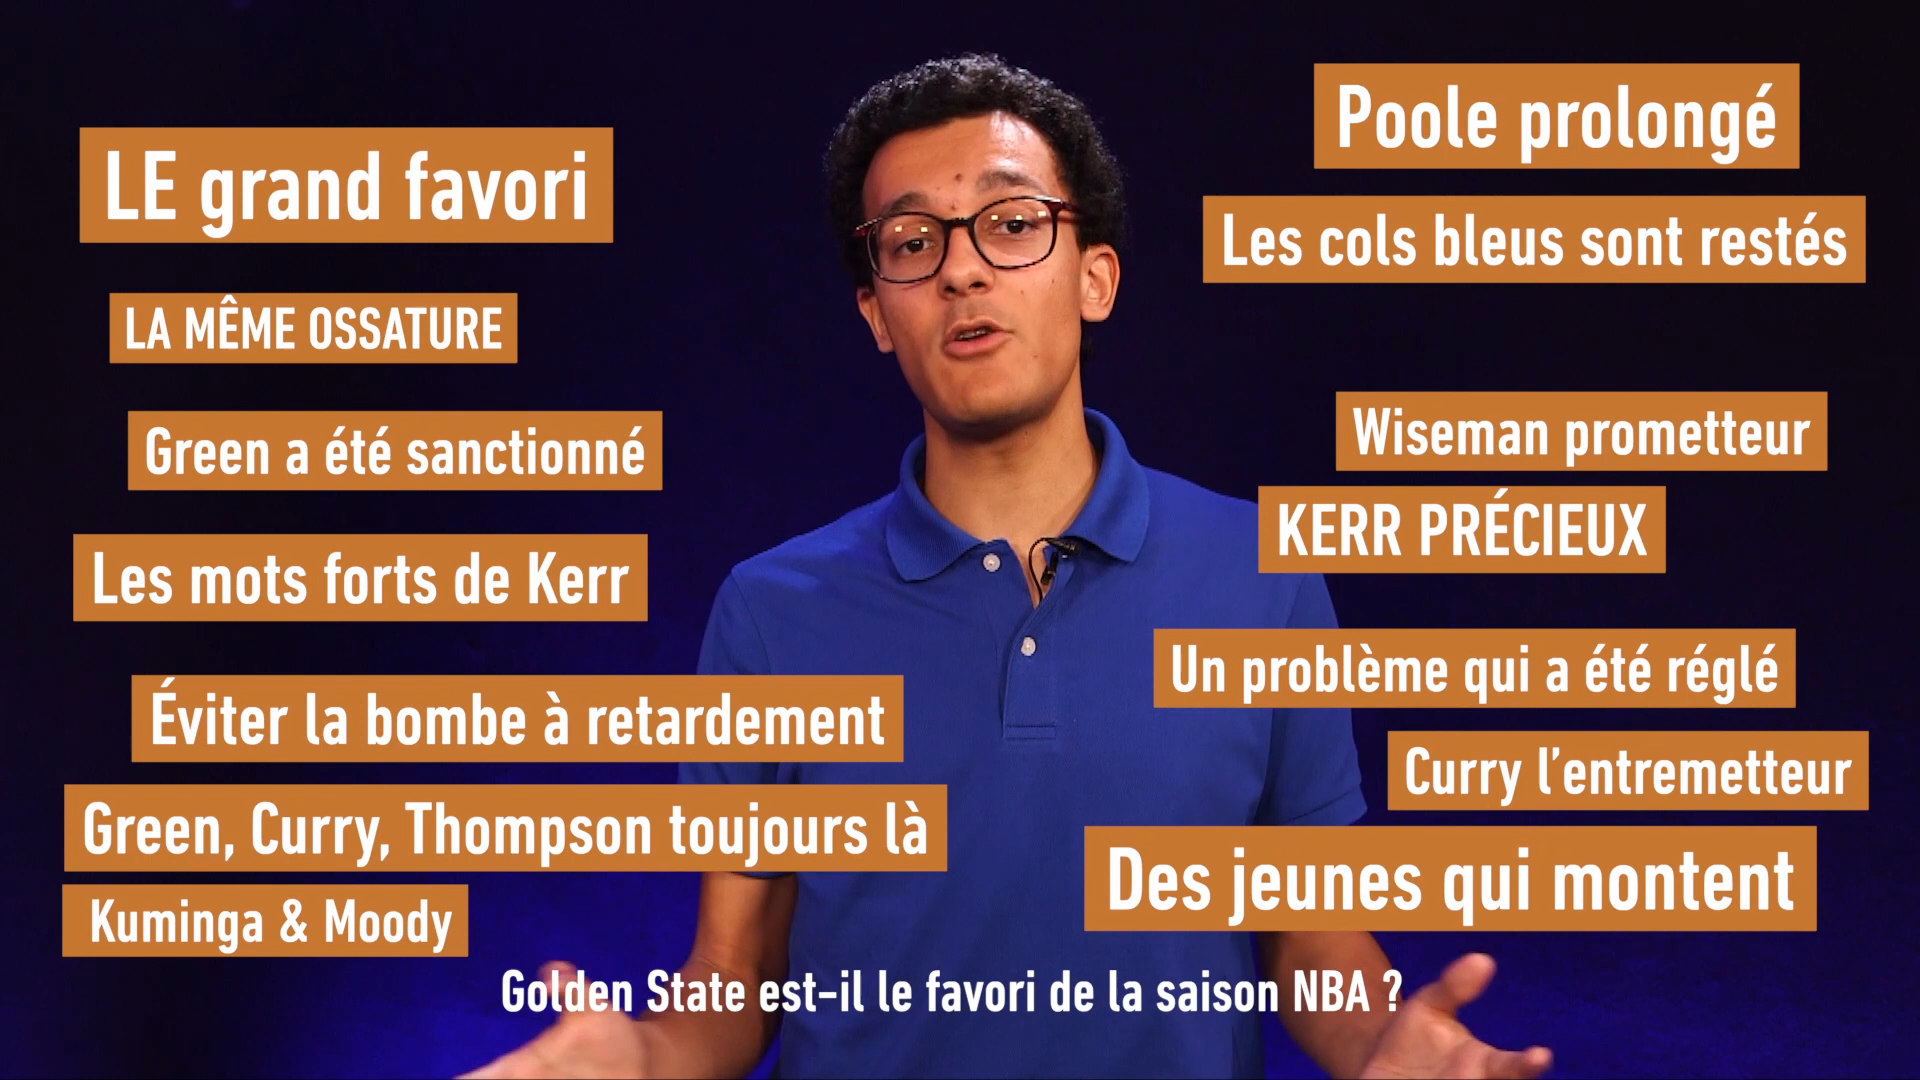 LE grand favori
LA MÊME OSSATURE
Green a été sanctionné
Les mots forts de Kerr
Éviter la bombe à retardement
Green, Curry, Thompson toujours là
Kuminga & Moody
Poole prolongé
Les cols bleus sont restés
Wiseman prometteur
KERR PRÉCIEUX
Un problème qui a été réglé
Curry l’entremetteur
Des jeunes qui montent
Golden State est-il le favori de la saison NBA ?